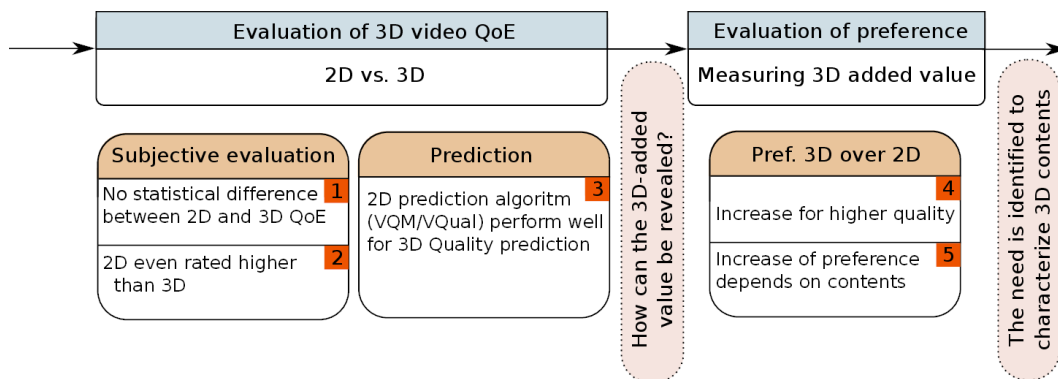 Evaluation of 3D video QoE
2D vs. 3D
Subjective evaluation
1
No statistical difference
between 2D and 3D QoE
2
2D even rated higher
than 3D
Prediction
3
2D prediction algoritm
(VQM/VQual) perform well
for 3D Quality prediction
How can the 3D-added
value be revealed?
Evaluation of preference
Measuring 3D added value
Pref. 3D over 2D
4
Increase for higher quality
5
Increase of preference
depends on contents
The need is identified to
characterize 3D contents